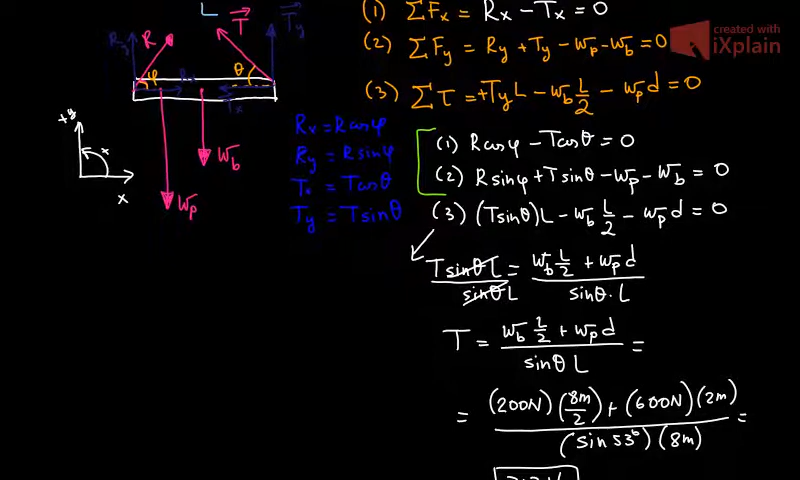 (1) ΣFx = Rx - Tx = 0
(2) ΣFy = Ry + Ty - Wp - Wb = 0
(3) Στ = +TyL - Wb L/2 - Wp d = 0
created with
iXplain
Ry R φ Rx
T Ty θ Tx
+y
+
x
Wb
Wp
Rx = Rcosφ
Ry = Rsinφ
Tx = Tcosθ
Ty = Tsinθ
(1) Rcosφ - Tcosθ = 0
(2) Rsinφ + Tsinθ - Wp - Wb = 0
(3) (Tsinθ)L - Wb L/2 - Wp d = 0
Tsinθ L / sinθ L = Wb L/2 + Wp d / sinθ · L
T = Wb L/2 + Wp d / sinθ L =
= (200N)(8m/2) + (600N)(2m) / (sin 53°)(8m) =